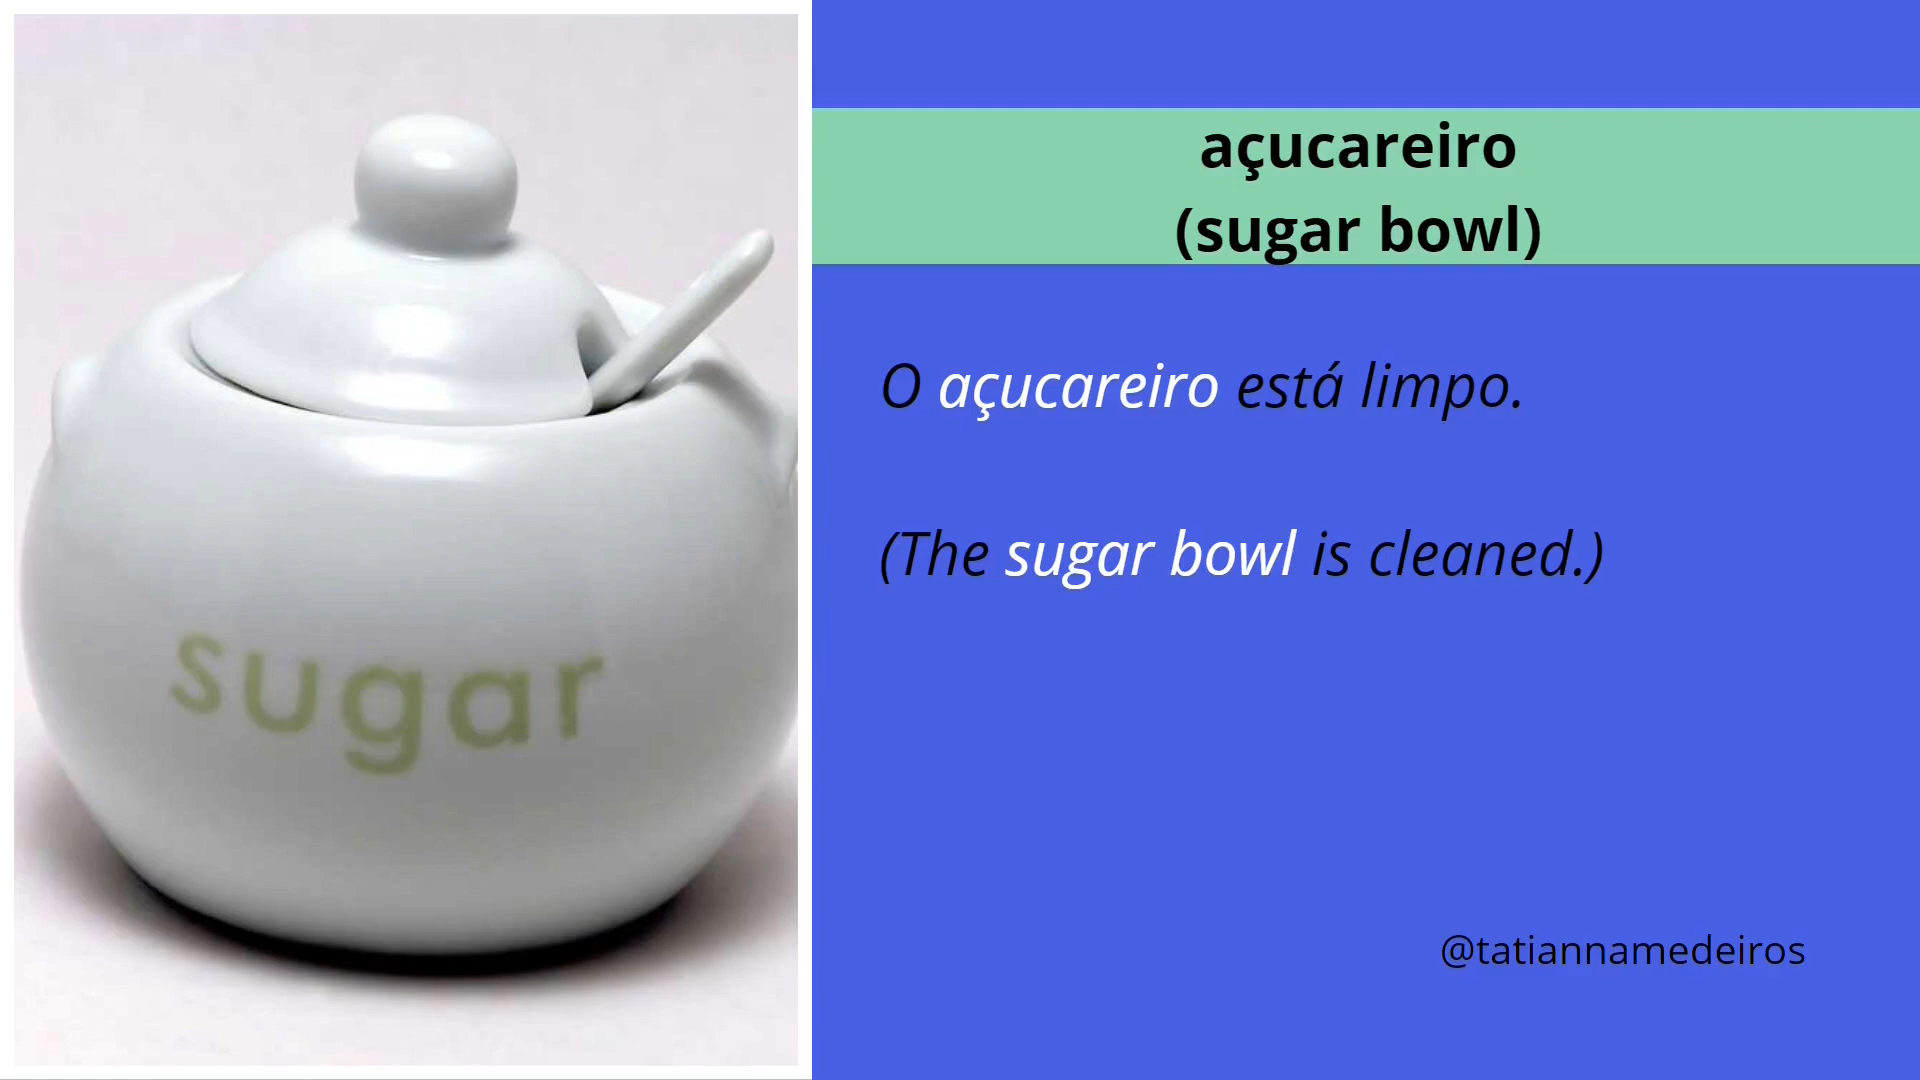 sugar
açucareiro
(sugar bowl)
O açucareiro está limpo.
(The sugar bowl is cleaned.)
@tatiannamedeiros